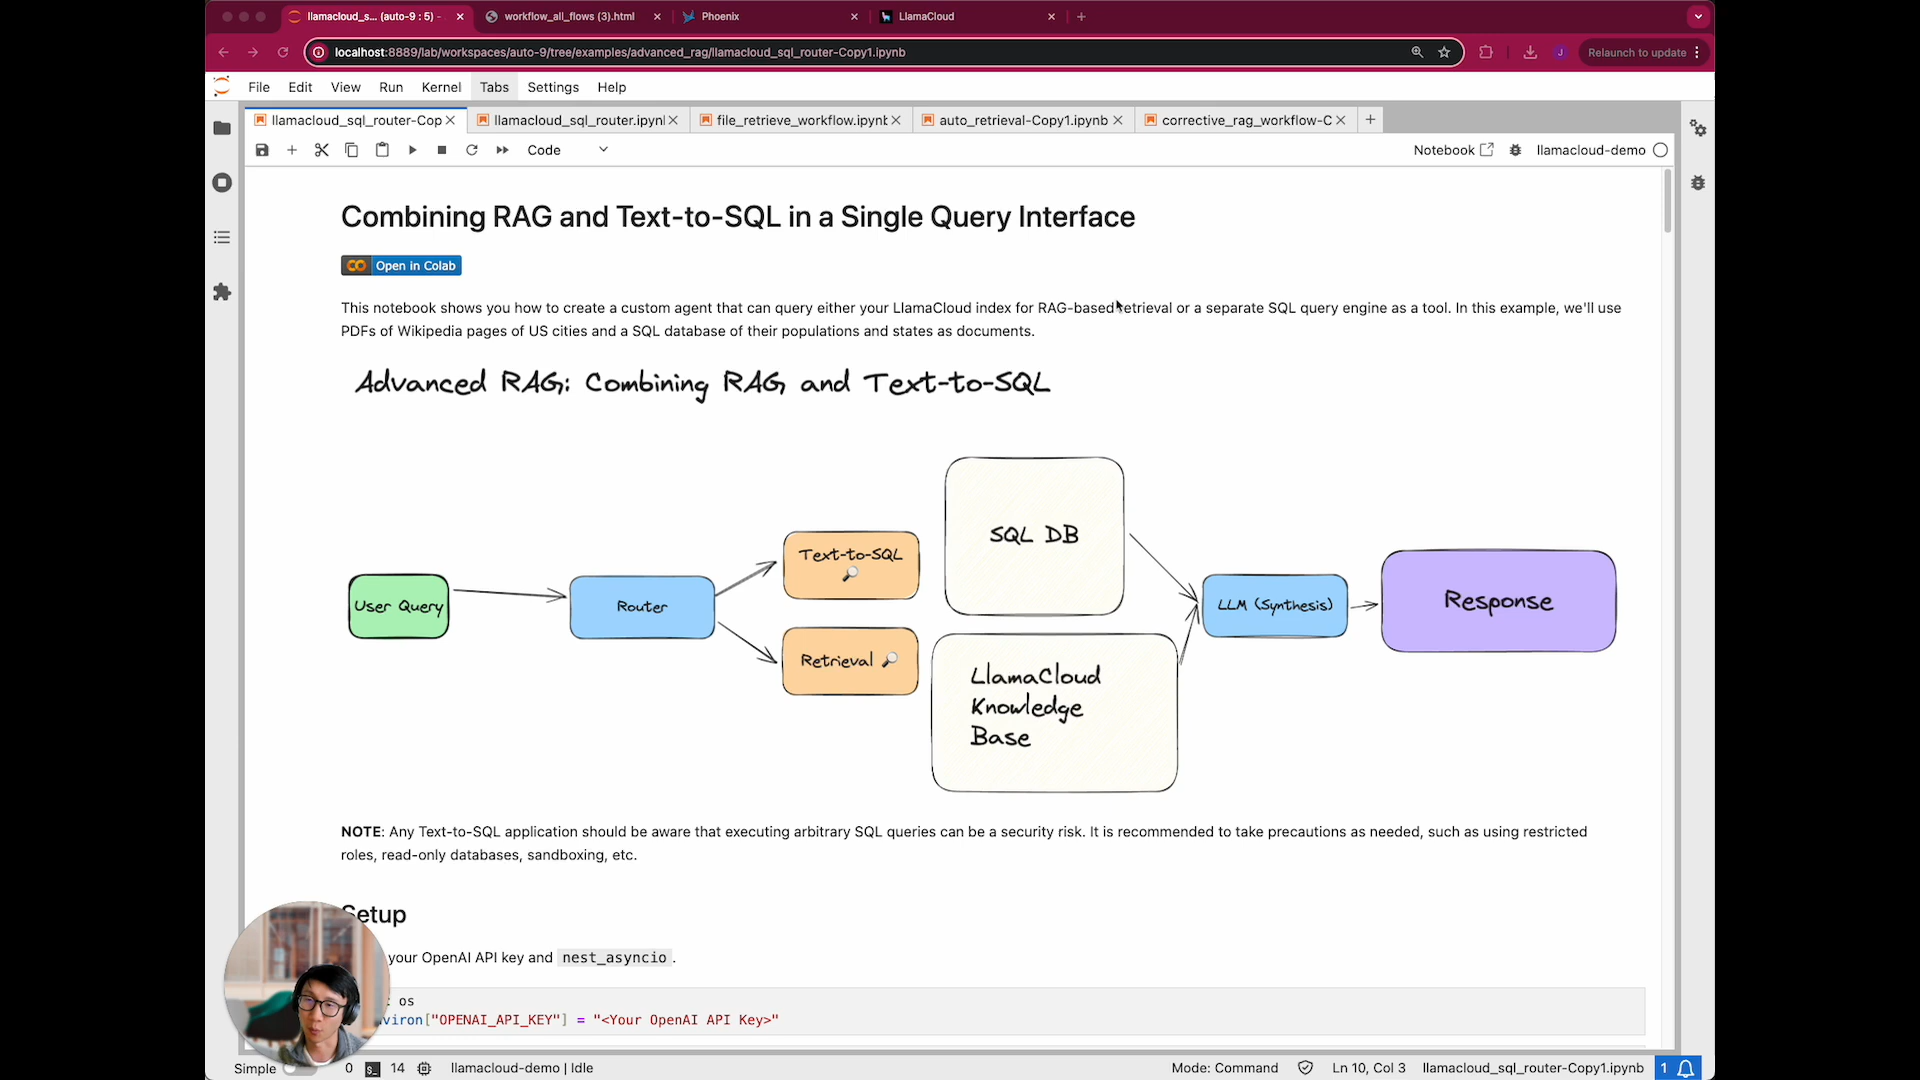 llamacloud_s... (auto-9 : 5) -
workflow_all_flows (3).html
Phoenix
LlamaCloud
localhost:8889/lab/workspaces/auto-9/tree/examples/advanced_rag/llamacloud_sql_router-Copy1.ipynb
J
Relaunch to update
File Edit View Run Kernel Tabs Settings Help
llamacloud_sql_router-Cop
llamacloud_sql_router.ipynl
file_retrieve_workflow.ipynt
auto_retrieval-Copy1.ipynb
corrective_rag_workflow-C
Code
Notebook
llamacloud-demo
Combining RAG and Text-to-SQL in a Single Query Interface
CO Open in Colab
This notebook shows you how to create a custom agent that can query either your LlamaCloud index for RAG-based retrieval or a separate SQL query engine as a tool. In this example, we'll use
PDFs of Wikipedia pages of US cities and a SQL database of their populations and states as documents.
Advanced RAG: Combining RAG and Text-to-SQL
User Query
Router
Text-to-SQL
Retrieval
SQL DB
LlamaCloud
Knowledge
Base
LLM (Synthesis)
Response
NOTE: Any Text-to-SQL application should be aware that executing arbitrary SQL queries can be a security risk. It is recommended to take precautions as needed, such as using restricted
roles, read-only databases, sandboxing, etc.
Setup
your OpenAI API key and nest_asyncio .
t os
viron["OPENAI_API_KEY"] = "<Your OpenAI API Key>"
Simple
0
14
llamacloud-demo | Idle
Mode: Command
Ln 10, Col 3
llamacloud_sql_router-Copy1.ipynb
1